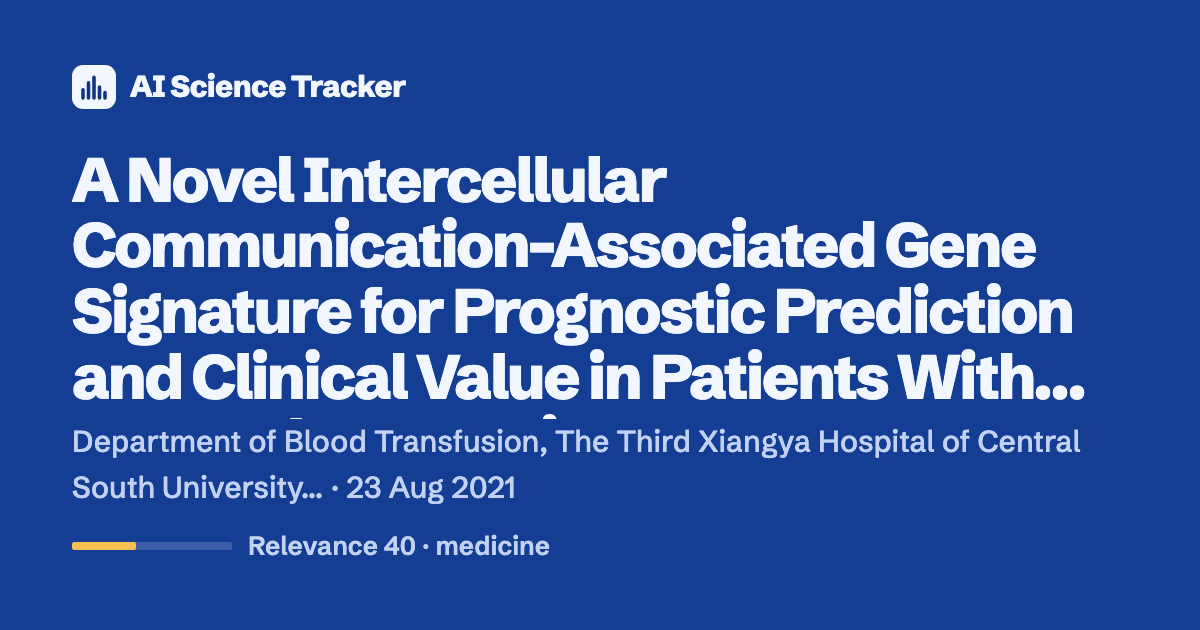 AI Science Tracker
A Novel Intercellular
Communication-Associated Gene
Signature for Prognostic Prediction
and Clinical Value in Patients With...
Department of Blood Transfusion, The Third Xiangya Hospital of Central
South University... · 23 Aug 2021
Relevance 40 · medicine